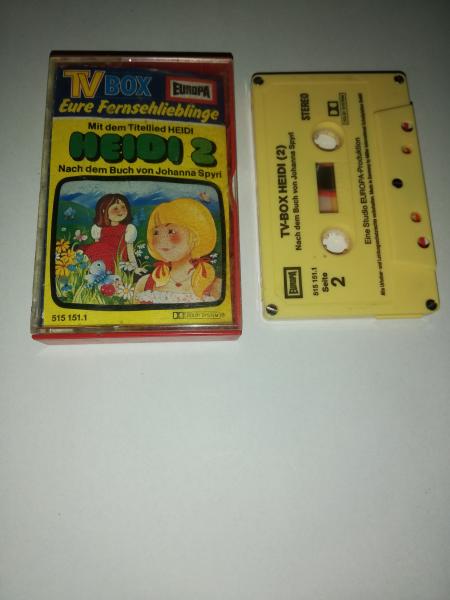 TV BOX
EUROPA
Eure Fernsehlieblinge
Mit dem Titellied HEIDI
HEIDI 2
Nach dem Buch von Johanna Spyri
515 151.1
DOLBY SYSTEM
STEREO
TV-BOX HEIDI (2)
Nach dem Buch von Johanna Spyri
Eine Studio EUROPA-Produktion
EUROPA
515 151.1
Seite
2